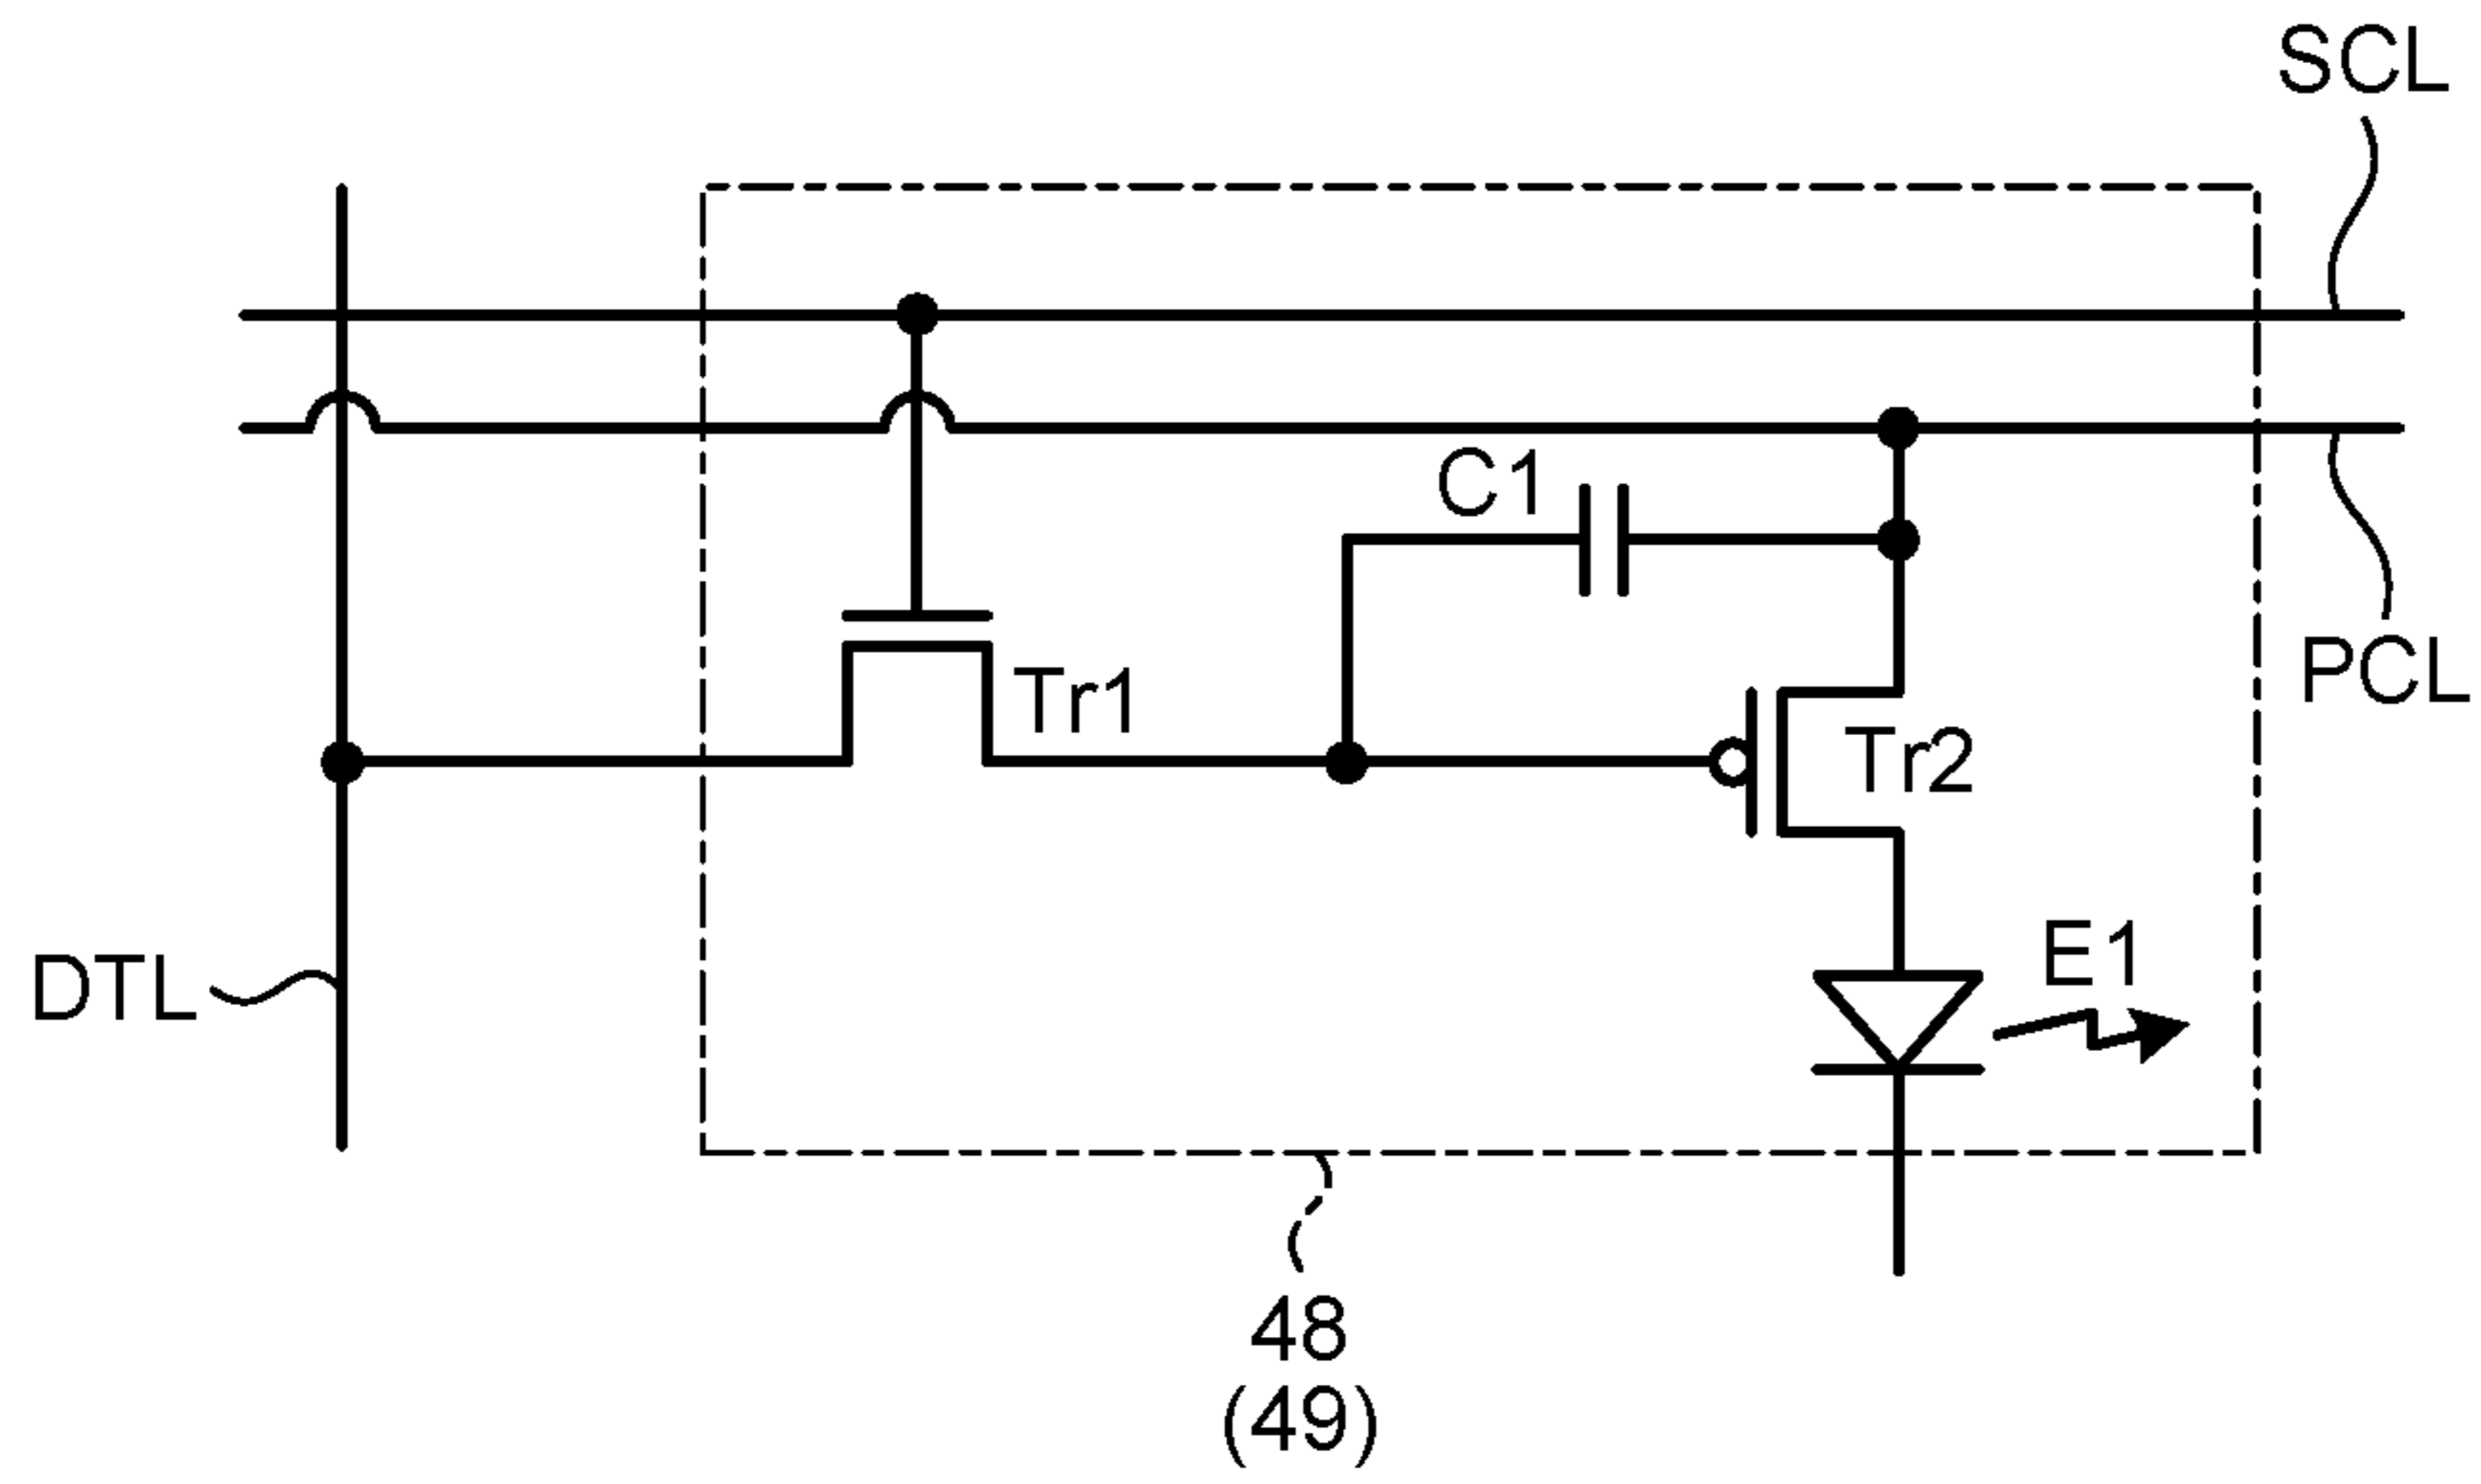 SCL
C1
Tr1
PCL
Tr2
E1
DTL
48
(49)